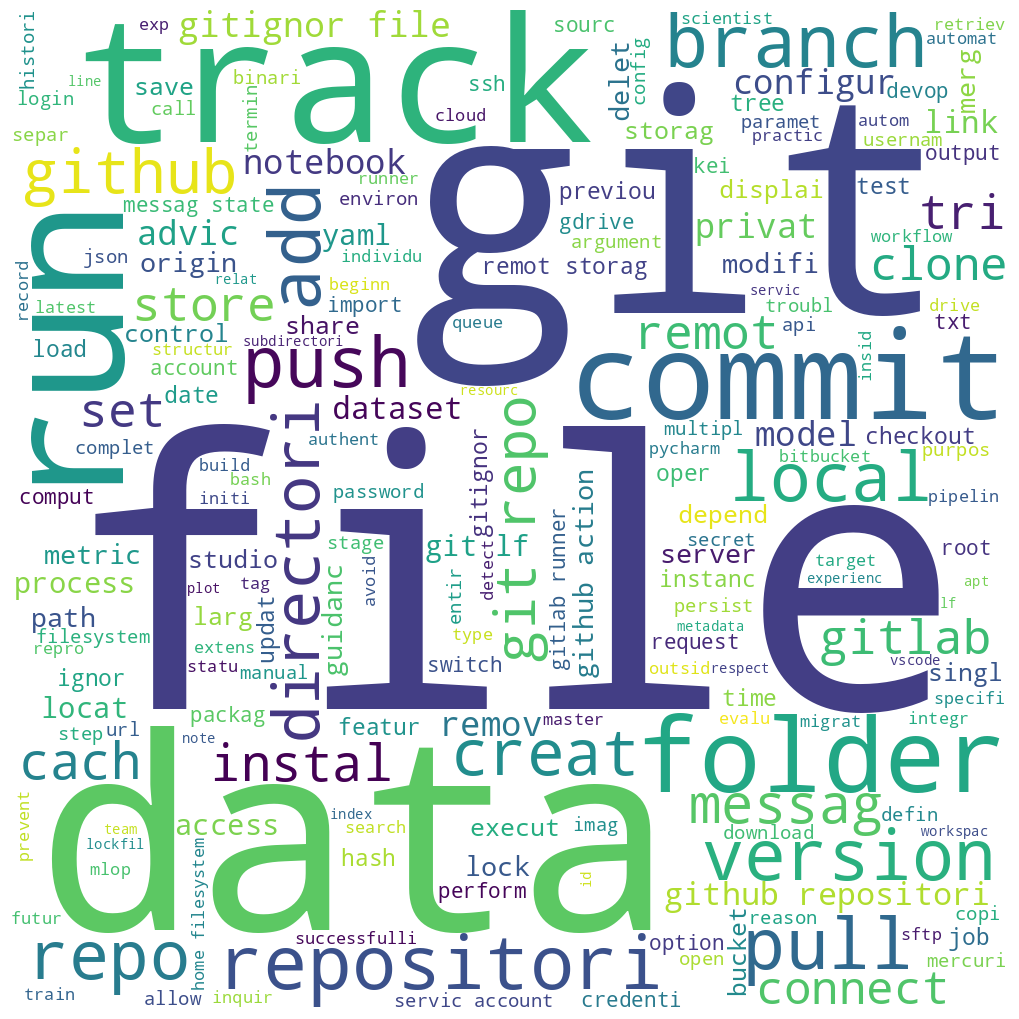 exp
gitignor file
sourc
scientist
retriev
histori
line
track
branch
automat
login
save
binari
ssh
delet
config
configur
devop
merg
call
termin
cloud
storag
tree
paramet
autom
link
separ
practic
usernam
github
notebook
runner
git
kei
output
messag state
environ
previou
displai
test
run
add
advic
yaml
gdrive
privat
tri
json
origin
individu
argument
workflow
relat
remot storag
modifi
clone
record
latest
store
beginn
import
servic
troubl
drive
control
share
queue
remot
api
txt
load
structur
subdirectori
insid
account
push
commit
date
resourc
set
dataset
multipl
model
checkout
complet
authent
pycharm
bitbucket
purpos
build
bash
directori
gitignor
git repo
oper
local
comput
initi
password
pipelin
file
depend
secret
metric
studio
stage
git lf
github action
server
target
root
process
plot
tag
avoid
detect
entir
gitlab runner
instanc
experienc
apt
path
larg
updat
guidanc
type
persist
metadata
lf
filesystem
extens
request
gitlab
repro
statu
manual
switch
outsid
respect
vscode
ignor
singl
locat
packag
featur
remov
master
time
specifi
step
url
evalu
migrat
integr
note
cach
instal
creat
folder
data
prevent
team
index
messag
defin
lockfil
access
search
execut
imag
download
workspac
mlop
hash
lock
version
perform
id
github repositori
futur
home filesystem
successfulli
bucket
reason
copi
repo
repositori
option
pull
sftp
job
open
mercuri
train
allow
inquir
servic account
credenti
connect